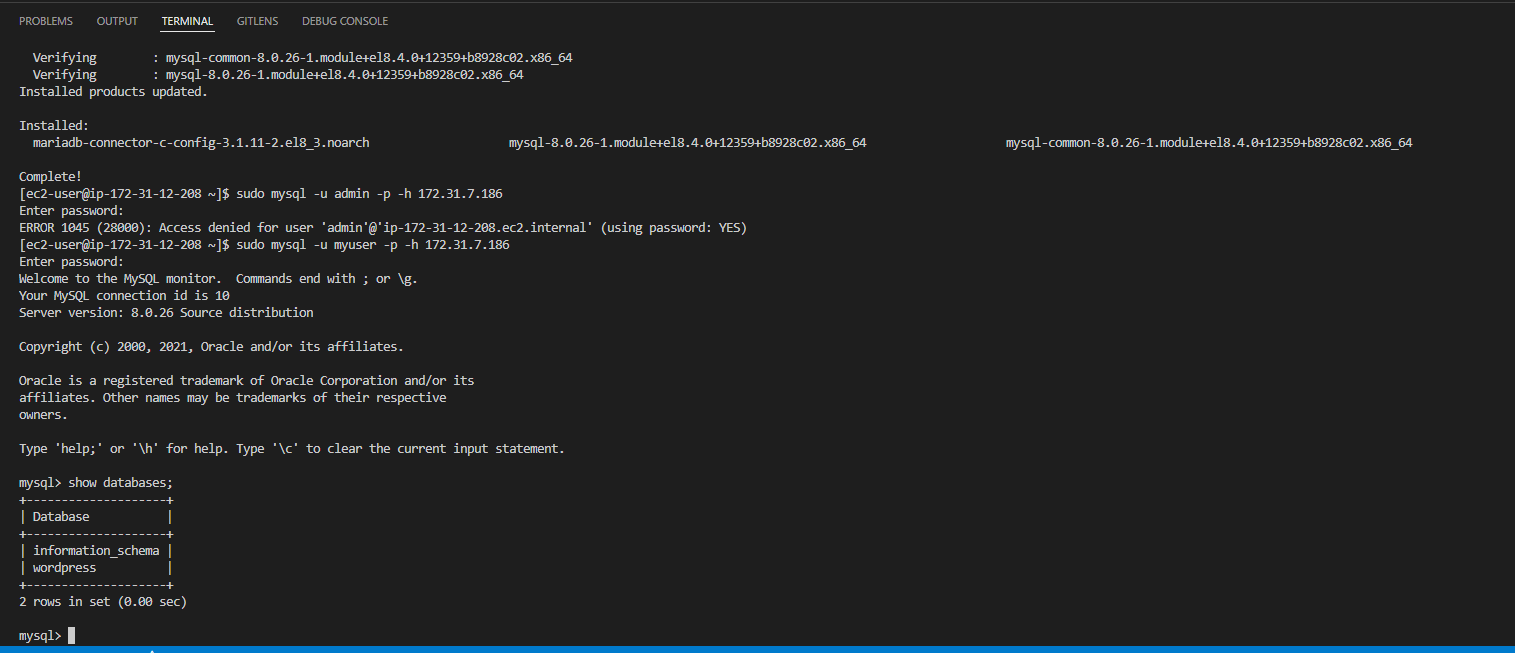 PROBLEMS OUTPUT TERMINAL GITLENS DEBUG CONSOLE
  Verifying        : mysql-common-8.0.26-1.module+el8.4.0+12359+b8928c02.x86_64
  Verifying        : mysql-8.0.26-1.module+el8.4.0+12359+b8928c02.x86_64
Installed products updated.
Installed:
  mariadb-connector-c-config-3.1.11-2.el8_3.noarch                    mysql-8.0.26-1.module+el8.4.0+12359+b8928c02.x86_64                    mysql-common-8.0.26-1.module+el8.4.0+12359+b8928c02.x86_64
Complete!
[ec2-user@ip-172-31-12-208 ~]$ sudo mysql -u admin -p -h 172.31.7.186
Enter password:
ERROR 1045 (28000): Access denied for user 'admin'@'ip-172-31-12-208.ec2.internal' (using password: YES)
[ec2-user@ip-172-31-12-208 ~]$ sudo mysql -u myuser -p -h 172.31.7.186
Enter password:
Welcome to the MySQL monitor.  Commands end with ; or \g.
Your MySQL connection id is 10
Server version: 8.0.26 Source distribution
Copyright (c) 2000, 2021, Oracle and/or its affiliates.
Oracle is a registered trademark of Oracle Corporation and/or its
affiliates. Other names may be trademarks of their respective
owners.
Type 'help;' or '\h' for help. Type '\c' to clear the current input statement.
mysql> show databases;
+--------------------+
| Database           |
+--------------------+
| information_schema |
| wordpress          |
+--------------------+
2 rows in set (0.00 sec)
mysql>